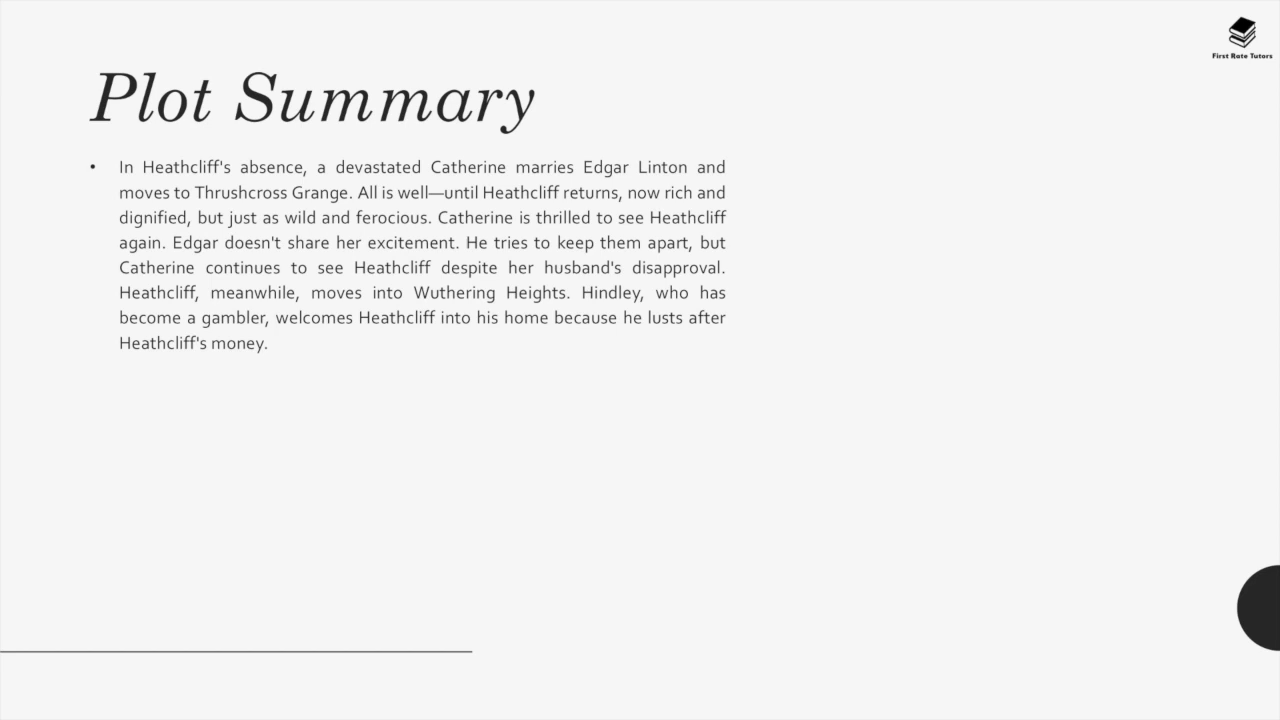 First Rate Tutors
Plot Summary
• In Heathcliff's absence, a devastated Catherine marries Edgar Linton and
moves to Thrushcross Grange. All is well—until Heathcliff returns, now rich and
dignified, but just as wild and ferocious. Catherine is thrilled to see Heathcliff
again. Edgar doesn't share her excitement. He tries to keep them apart, but
Catherine continues to see Heathcliff despite her husband's disapproval.
Heathcliff, meanwhile, moves into Wuthering Heights. Hindley, who has
become a gambler, welcomes Heathcliff into his home because he lusts after
Heathcliff's money.